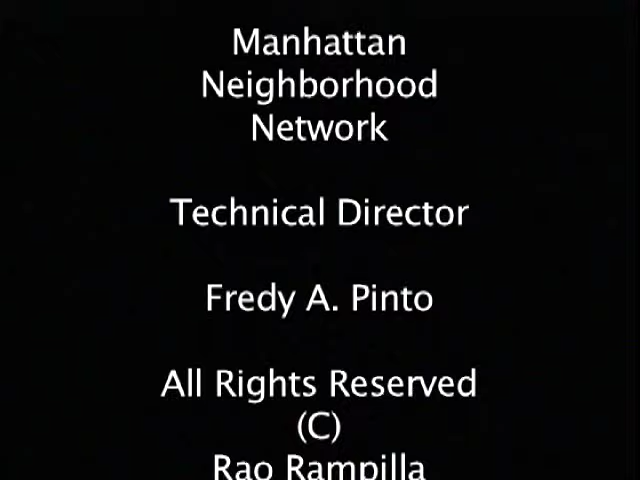 Manhattan
Neighborhood
Network
Technical Director
Fredy A. Pinto
All Rights Reserved
(C)
Rao Rampilla